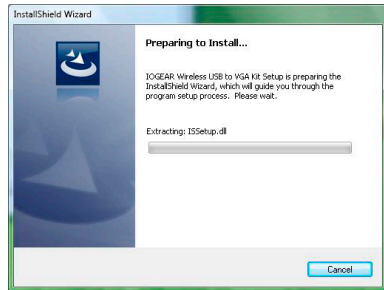 InstallShield Wizard
Preparing to Install...
IOGEAR Wireless USB to VGA Kit Setup is preparing the
InstallShield Wizard, which will guide you through the
program setup process. Please wait.
Extracting: ISSetup.dll
Cancel